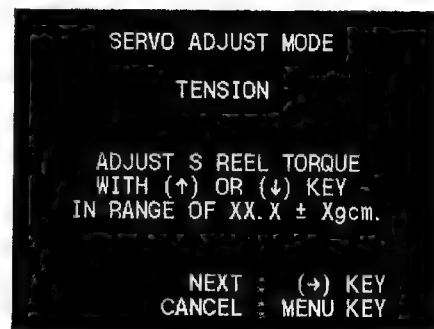 SERVO ADJUST MODE
TENSION
ADJUST S REEL TORQUE
WITH (↑) OR (↓) KEY
IN RANGE OF XX.X ± Xgcm.
NEXT : (→) KEY
CANCEL : MENU KEY